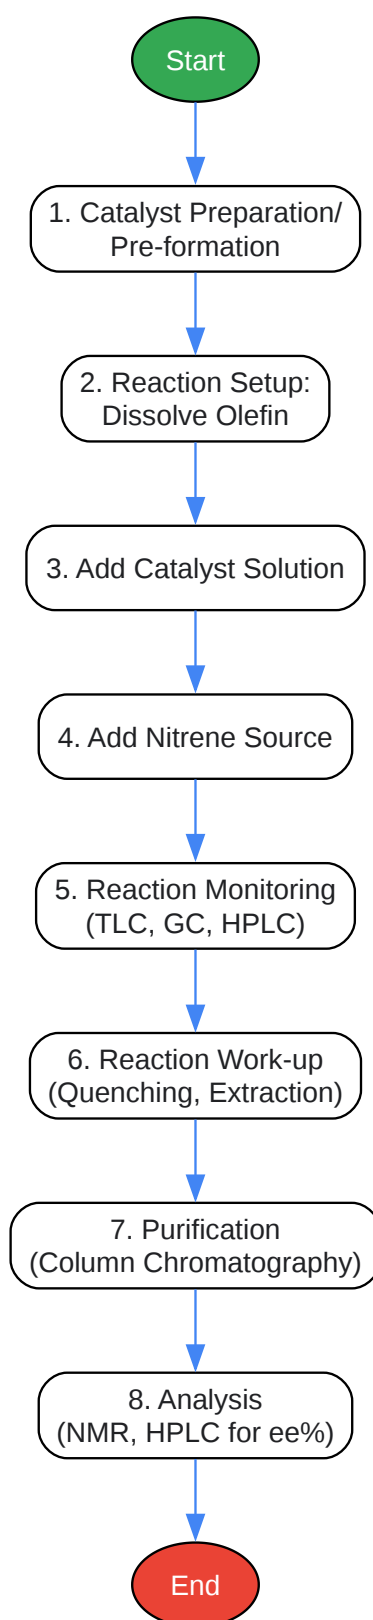 Start
1. Catalyst Preparation/
Pre-formation
2. Reaction Setup:
Dissolve Olefin
3. Add Catalyst Solution
4. Add Nitrene Source
5. Reaction Monitoring
(TLC, GC, HPLC)
6. Reaction Work-up
(Quenching, Extraction)
7. Purification
(Column Chromatography)
8. Analysis
(NMR, HPLC for ee%)
End